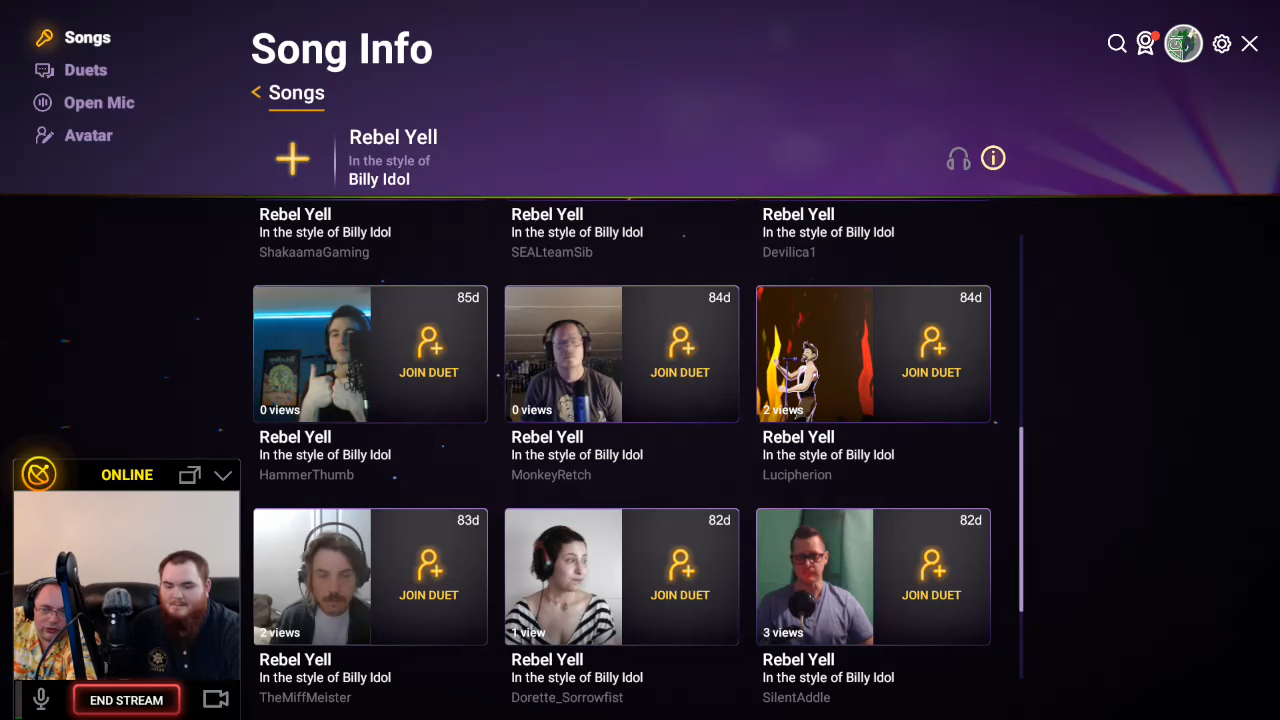 Songs
Duets
Open Mic
Avatar
Song Info
< Songs
Rebel Yell
In the style of
Billy Idol
Rebel Yell
In the style of Billy Idol
ShakaamaGaming
Rebel Yell
In the style of Billy Idol
SEALteamSib
Rebel Yell
In the style of Billy Idol
Devilica1
85d
JOIN DUET
0 views
Rebel Yell
In the style of Billy Idol
HammerThumb
84d
JOIN DUET
0 views
Rebel Yell
In the style of Billy Idol
MonkeyRetch
84d
JOIN DUET
2 views
Rebel Yell
In the style of Billy Idol
Lucipherion
83d
JOIN DUET
2 views
Rebel Yell
In the style of Billy Idol
TheMiffMeister
82d
JOIN DUET
1 view
Rebel Yell
In the style of Billy Idol
Dorette_Sorrowfist
82d
JOIN DUET
3 views
Rebel Yell
In the style of Billy Idol
SilentAddle
ONLINE
END STREAM